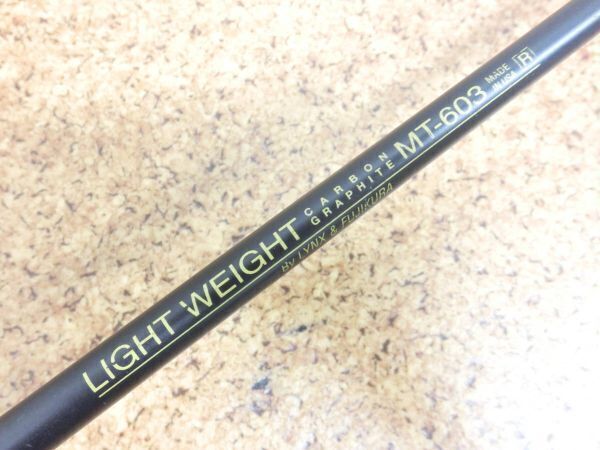 LIGHT WEIGHT CARBON GRAPHITE MT-603 MADE IN USA R
By LYNX & FUJIKURA